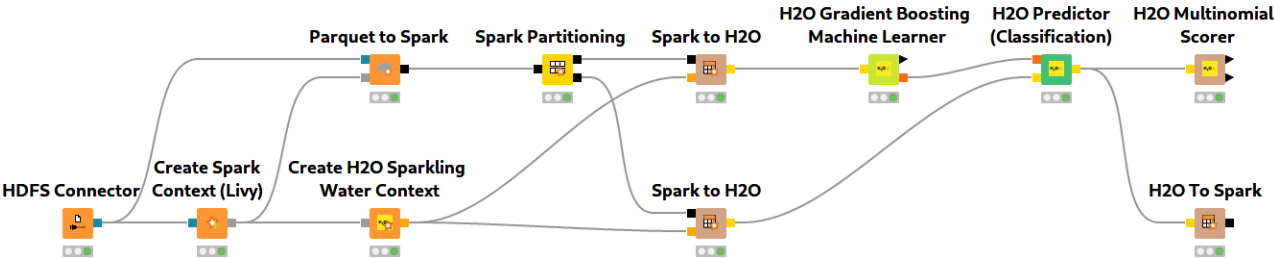 H2O Gradient Boosting
Machine Learner
H2O Predictor
(Classification)
H2O Multinomial
Scorer
Parquet to Spark
Spark Partitioning
Spark to H2O
Create Spark
Context (Livy)
Create H2O Sparkling
Water Context
HDFS Connector
Spark to H2O
H2O To Spark